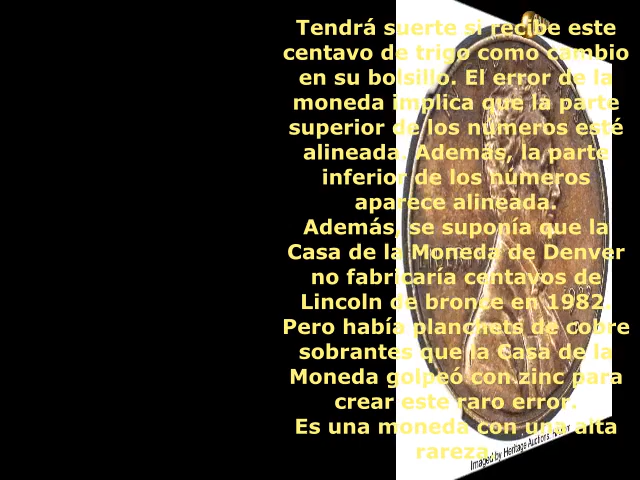 Tendrá suerte si recibe este
centavo de trigo como cambio
en su bolsillo. El error de la
moneda implica que la parte
superior de los números esté
alineada. Además, la parte
inferior de los números
aparece alineada.
Además, se suponía que la
Casa de la Moneda de Denver
no fabricaría centavos de
Lincoln de bronce en 1982.
Pero había planchets de cobre
sobrantes que la Casa de la
Moneda golpeó con zinc para
crear este raro error.
Es una moneda con una alta
rareza.
Imaged by Heritage Auctions,